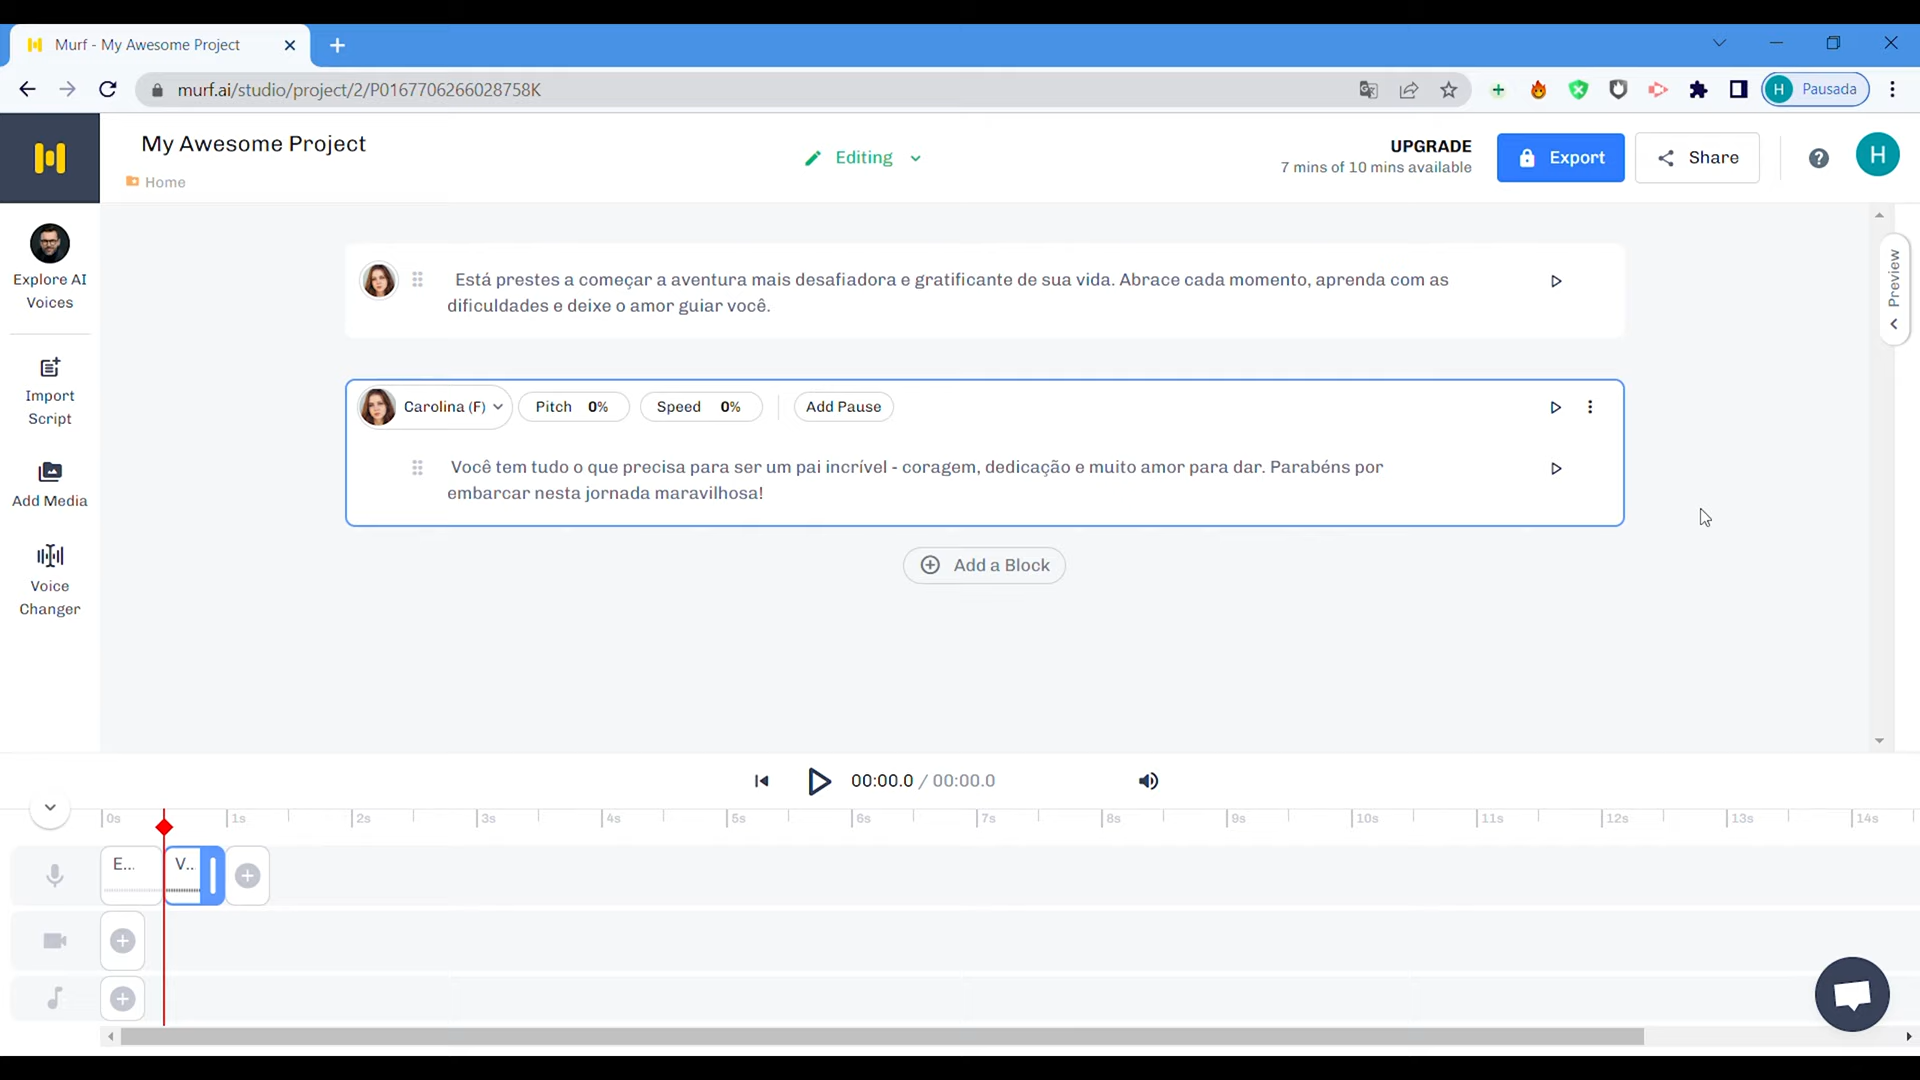 Murf - My Awesome Project
murf.ai/studio/project/2/P0167706266028758K
H Pausada
My Awesome Project
Home
Editing
UPGRADE
7 mins of 10 mins available
Export
Share
H
Explore AI
Voices
Import
Script
Add Media
Voice
Changer
Está prestes a começar a aventura mais desafiadora e gratificante de sua vida. Abrace cada momento, aprenda com as
dificuldades e deixe o amor guiar você.
Carolina (F)
Pitch 0%
Speed 0%
Add Pause
Você tem tudo o que precisa para ser um pai incrível - coragem, dedicação e muito amor para dar. Parabéns por
embarcar nesta jornada maravilhosa!
Add a Block
Preview
00:00.0 / 00:00.0
0s 1s 2s 3s 4s 5s 6s 7s 8s 9s 10s 11s 12s 13s 14s
E... V...